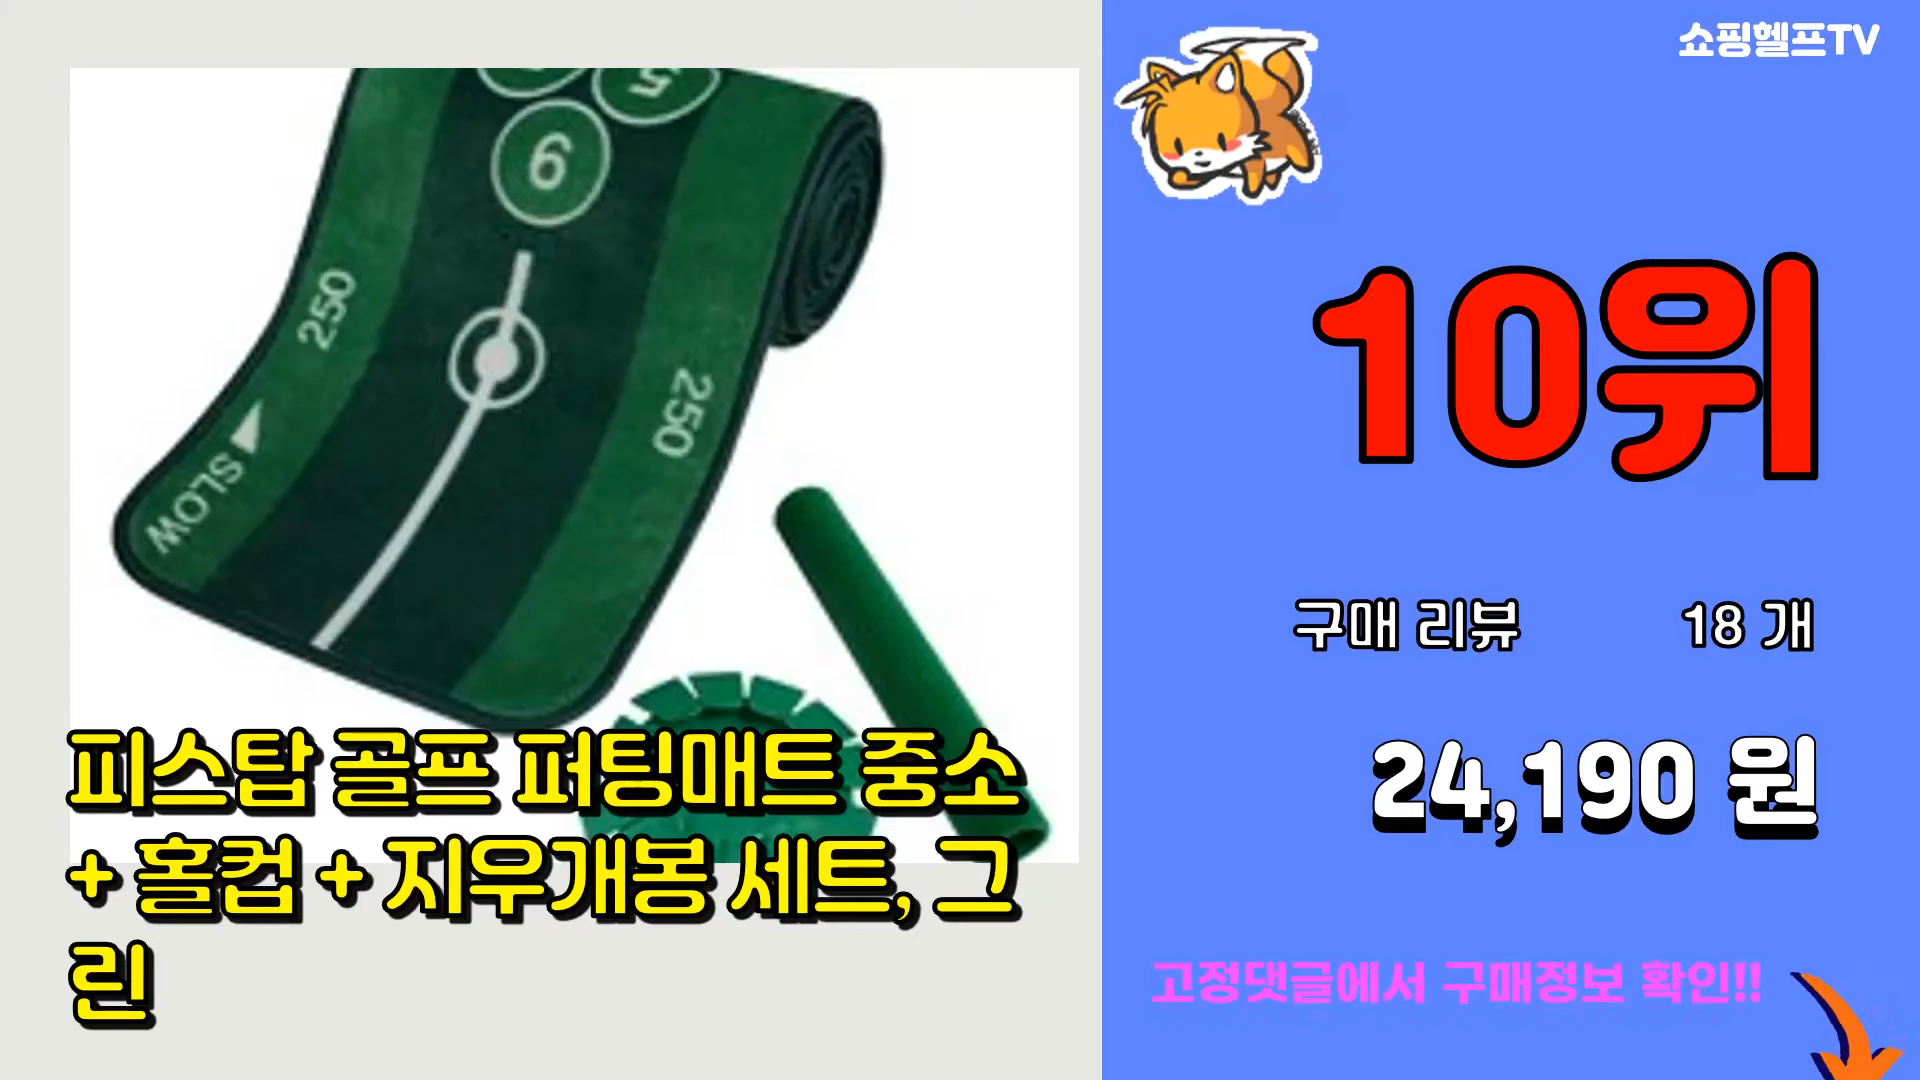 쇼핑헬프TV
5
6
250
250
SLOW
10위
구매 리뷰 18 개
24,190 원
피스탑 골프 퍼팅매트 중소
+ 홀컵 + 지우개봉 세트, 그
린
고정댓글에서 구매정보 확인!!